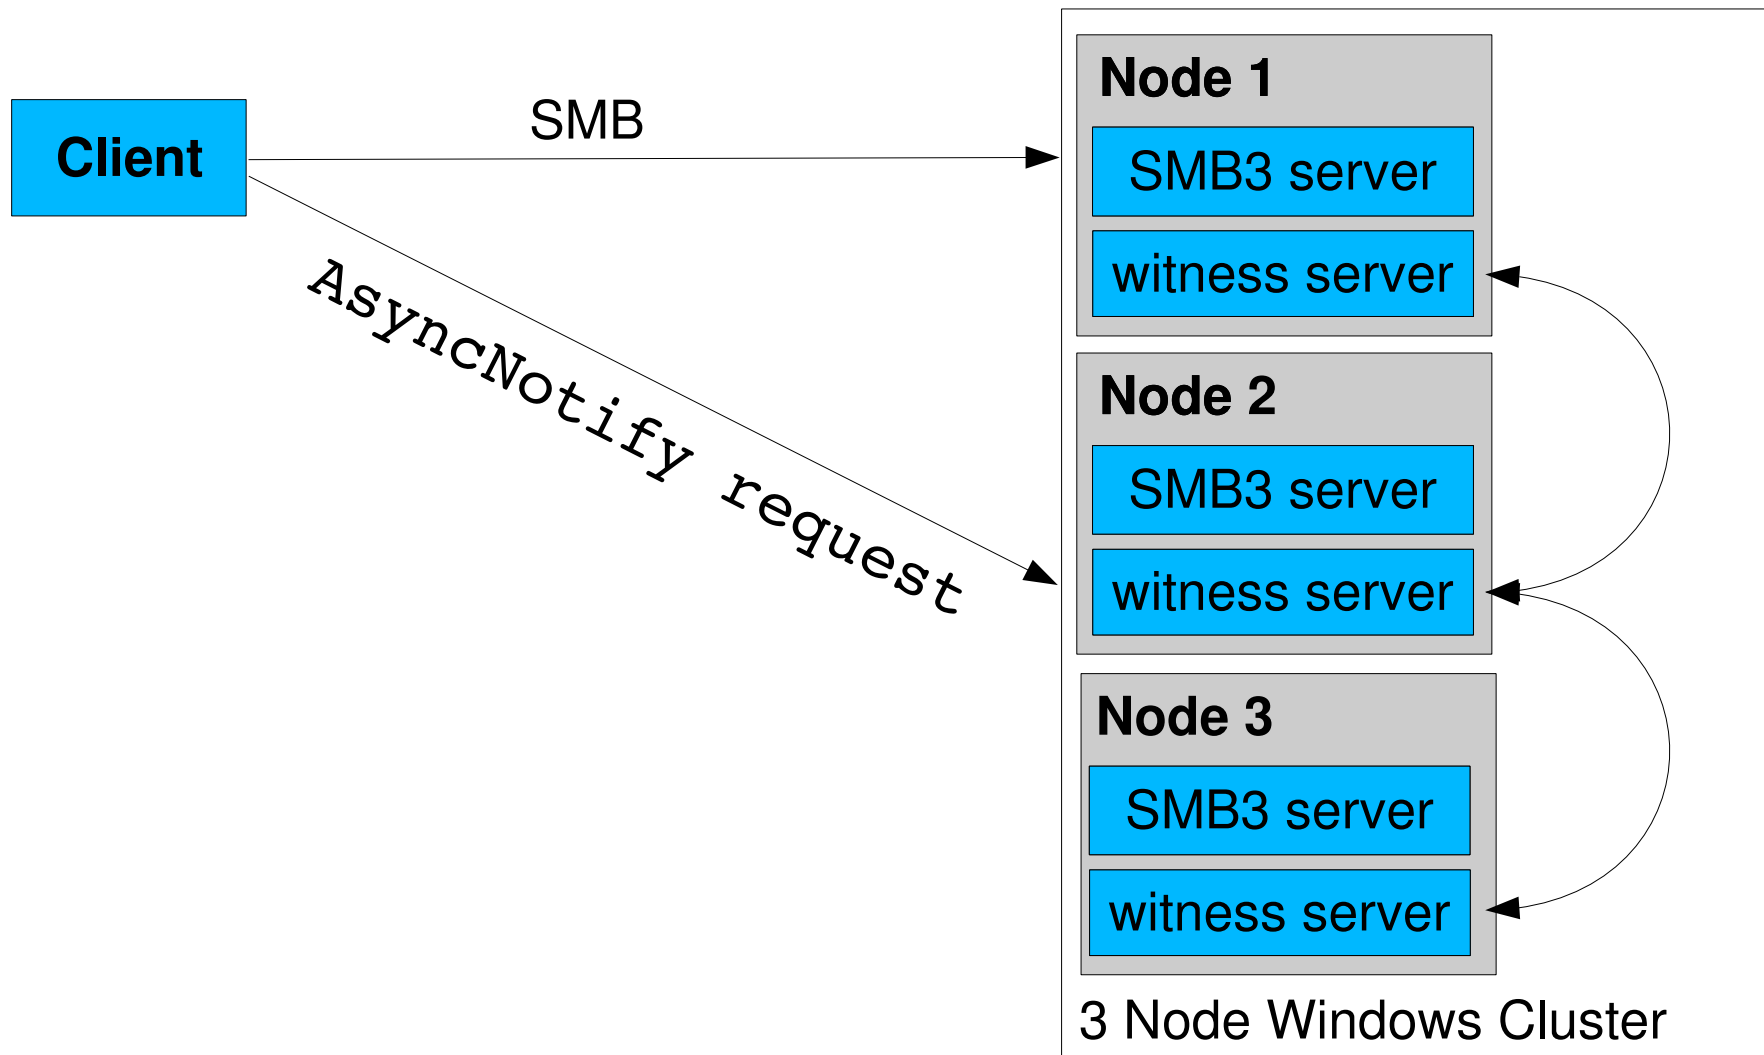 Client
SMB
AsyncNotify request
Node 1
SMB3 server
witness server
Node 2
SMB3 server
witness server
Node 3
SMB3 server
witness server
3 Node Windows Cluster